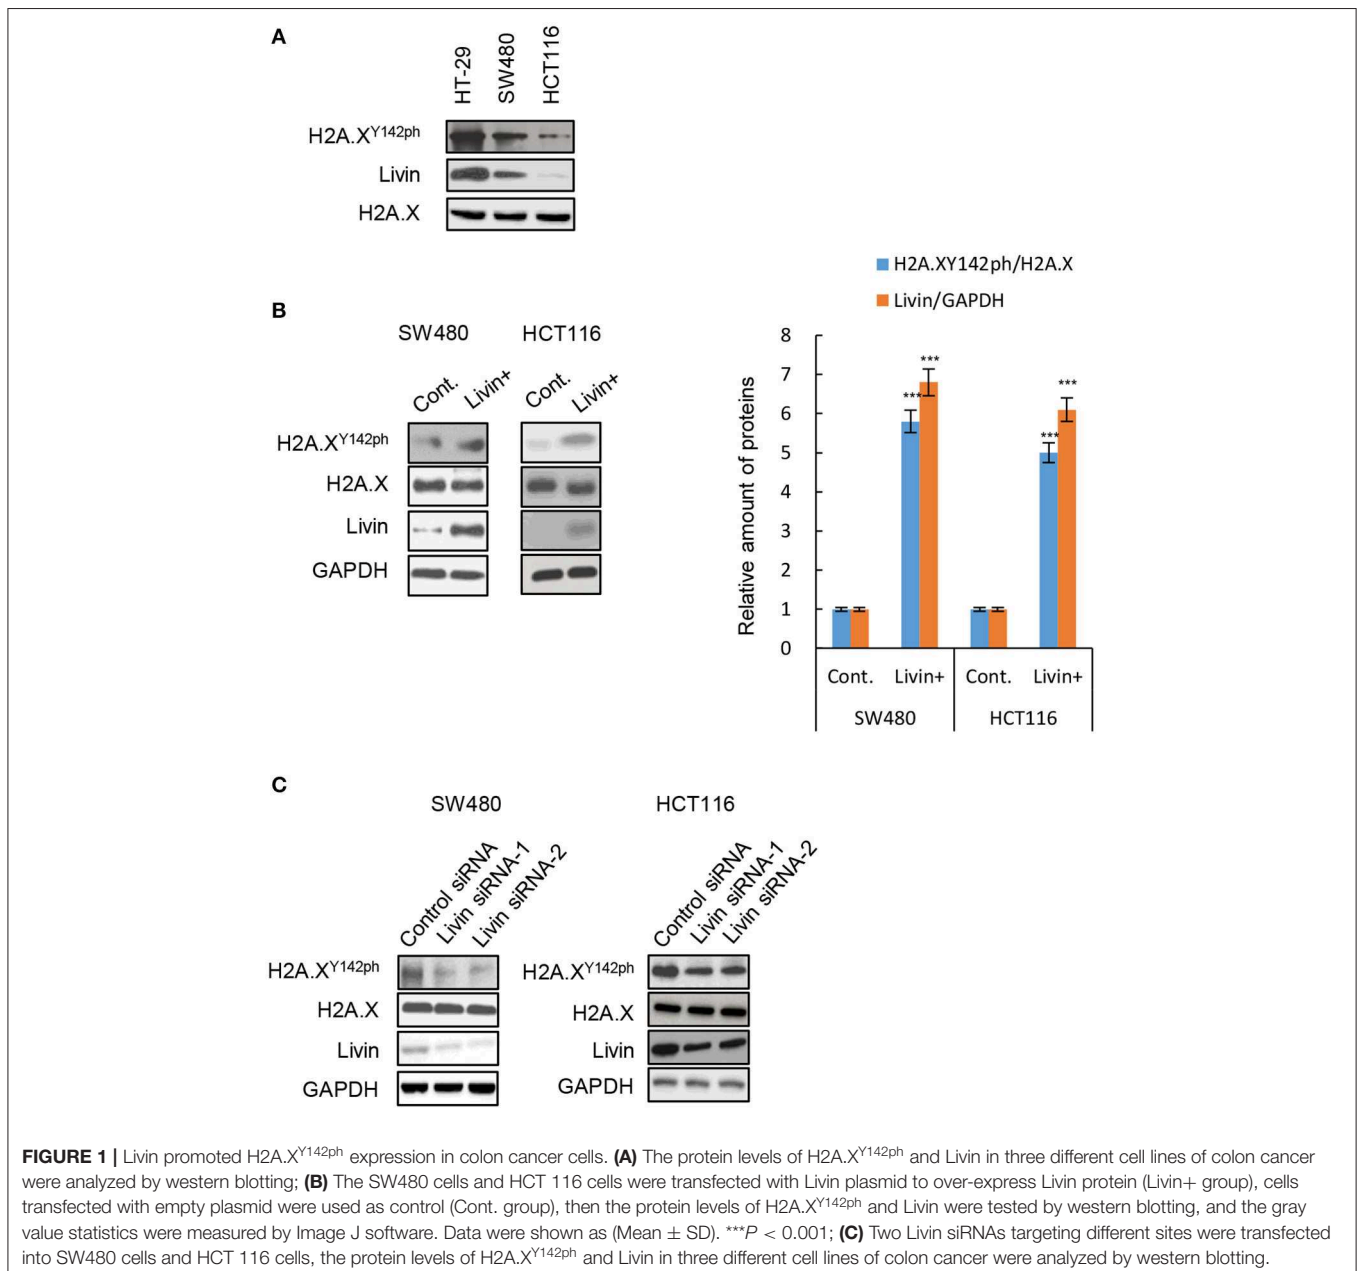 A
HT-29
SW480
HCT116
H2A.X^Y142ph
Livin
H2A.X
B
SW480
HCT116
Cont.
Livin+
Cont.
Livin+
H2A.X^Y142ph
H2A.X
Livin
GAPDH
H2A.XY142ph/H2A.X
Livin/GAPDH
Relative amount of proteins
8
7
6
5
4
3
2
1
0
***
***
***
***
Cont.
Livin+
Cont.
Livin+
SW480
HCT116
C
SW480
HCT116
Control siRNA
Livin siRNA-1
Livin siRNA-2
Control siRNA
Livin siRNA-1
Livin siRNA-2
H2A.X^Y142ph
H2A.X
Livin
GAPDH
H2A.X^Y142ph
H2A.X
Livin
GAPDH
FIGURE 1 | Livin promoted H2A.X^Y142ph expression in colon cancer cells. (A) The protein levels of H2A.X^Y142ph and Livin in three different cell lines of colon cancer
were analyzed by western blotting; (B) The SW480 cells and HCT 116 cells were transfected with Livin plasmid to over-express Livin protein (Livin+ group), cells
transfected with empty plasmid were used as control (Cont. group), then the protein levels of H2A.X^Y142ph and Livin were tested by western blotting, and the gray
value statistics were measured by Image J software. Data were shown as (Mean ± SD). ***P < 0.001; (C) Two Livin siRNAs targeting different sites were transfected
into SW480 cells and HCT 116 cells, the protein levels of H2A.X^Y142ph and Livin in three different cell lines of colon cancer were analyzed by western blotting.